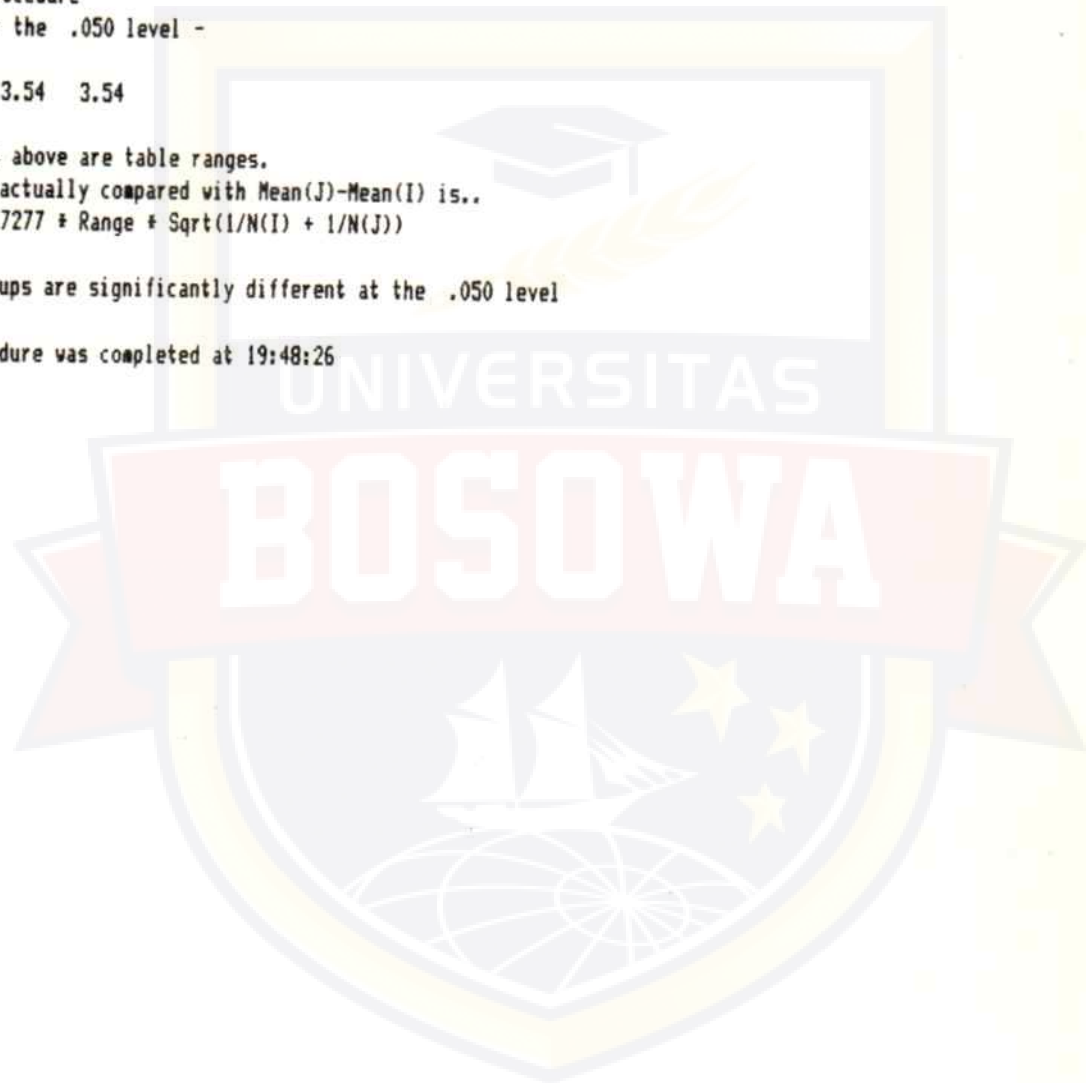 the .050 level -
3.54 3.54
above are table ranges.
actually compared with Mean(J)-Mean(I) is..
7277 * Range * Sqrt(1/N(I) + 1/N(J))
ups are significantly different at the .050 level
dure was completed at 19:48:26
UNIVERSITAS
BOSOWA